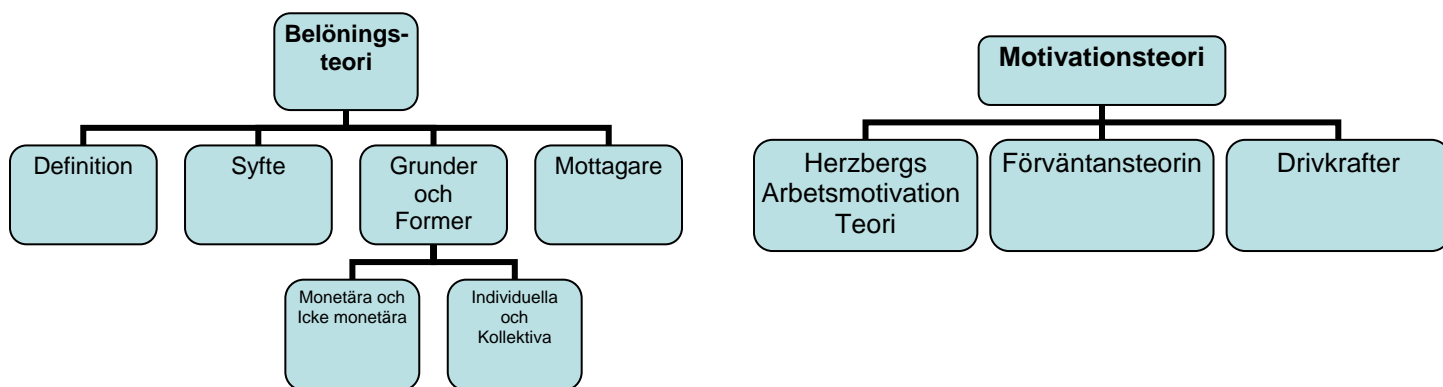 Belönings-
teori
Definition
Syfte
Grunder
och
Former
Mottagare
Monetära och
Icke monetära
Individuella
och
Kollektiva
Motivationsteori
Herzbergs
Arbetsmotivation
Teori
Förväntansteorin
Drivkrafter